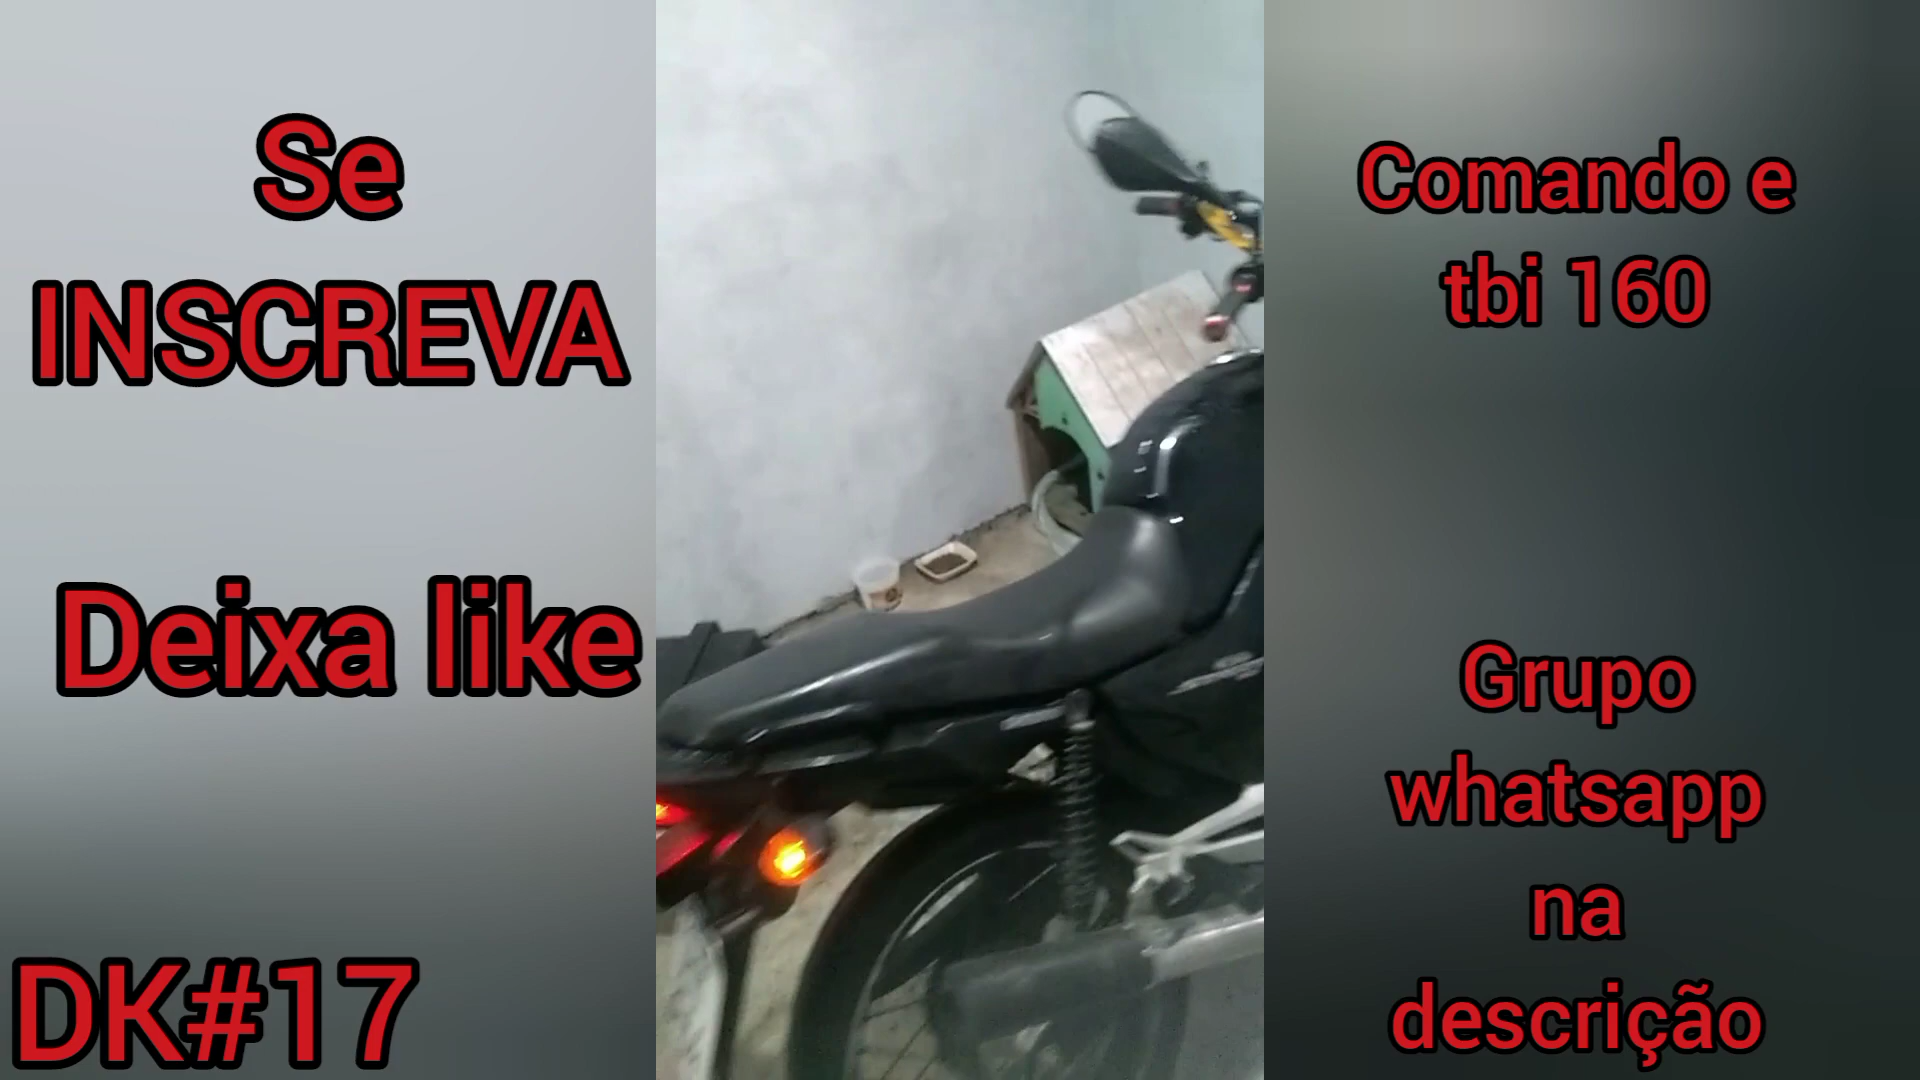 Se
INSCREVA
Deixa like
DK#17
Comando e
tbi 160
Grupo
whatsapp
na
descrição